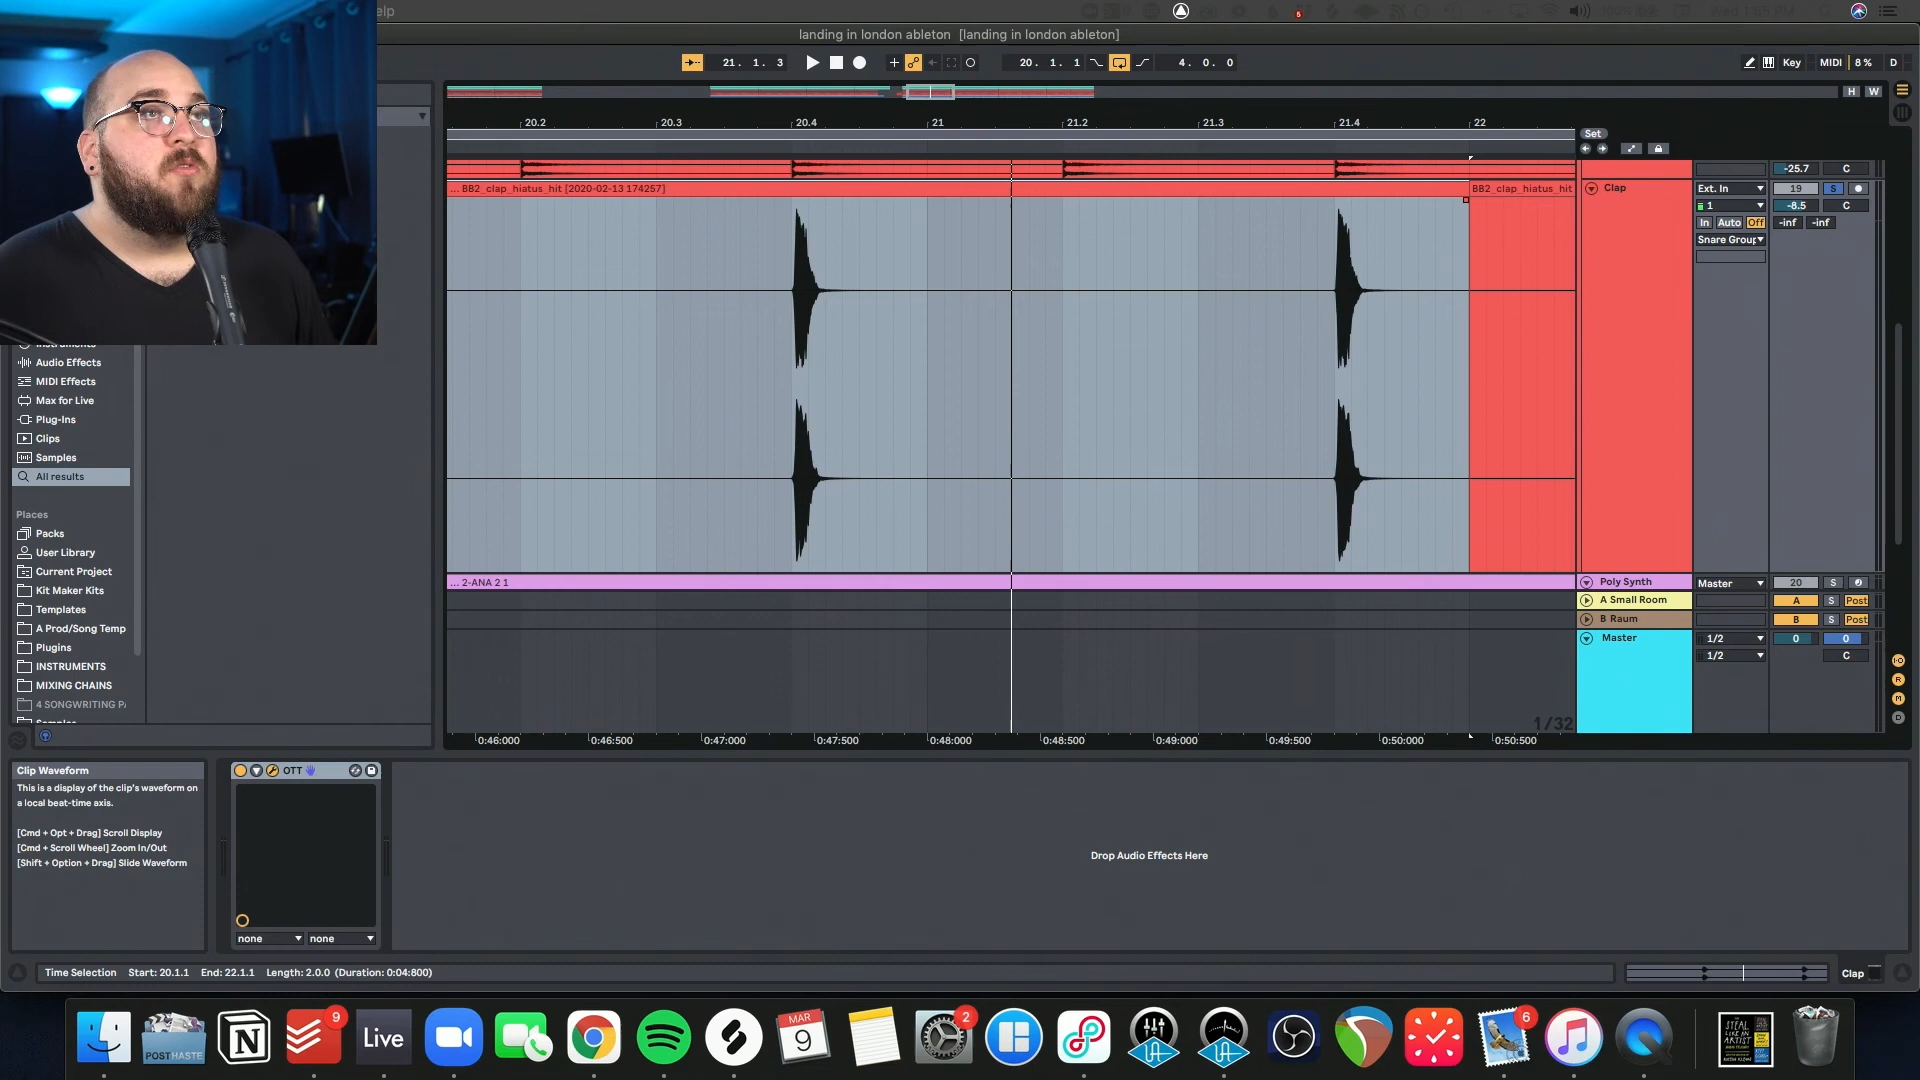 elp
landing in london ableton [landing in london ableton]
21. 1. 3
20. 1. 1
4. 0. 0
Key
MIDI
8 %
D
H
W
20.2
20.3
20.4
21
21.2
21.3
21.4
22
Set
-25.7
C
... BB2_clap_hiatus_hit [2020-02-13 174257]
BB2_clap_hiatus_hit
Clap
Ext. In
19
S
1
-8.5
C
In
Auto
Off
-inf
-inf
Snare Group
Audio Effects
MIDI Effects
Max for Live
Plug-Ins
Clips
Samples
All results
Places
Packs
User Library
Current Project
Kit Maker Kits
Templates
A Prod/Song Temp
Plugins
INSTRUMENTS
MIXING CHAINS
4 SONGWRITING P
... 2-ANA 2 1
Poly Synth
Master
20
S
A Small Room
A
S
Post
B Raum
B
S
Post
Master
1/2
0
0
1/2
C
1/32
0:46:000
0:46:500
0:47:000
0:47:500
0:48:000
0:48:500
0:49:000
0:49:500
0:50:000
0:50:500
I·O
R
M
D
Clip Waveform
This is a display of the clip's waveform on
a local beat-time axis.
[Cmd + Opt + Drag] Scroll Display
[Cmd + Scroll Wheel] Zoom In/Out
[Shift + Option + Drag] Slide Waveform
OTT
none
none
Drop Audio Effects Here
Time Selection Start: 20.1.1 End: 22.1.1 Length: 2.0.0 (Duration: 0:04:800)
Clap
POST HASTE
9
Live
MAR
9
2
6
STEAL
LIKE AN
ARTIST